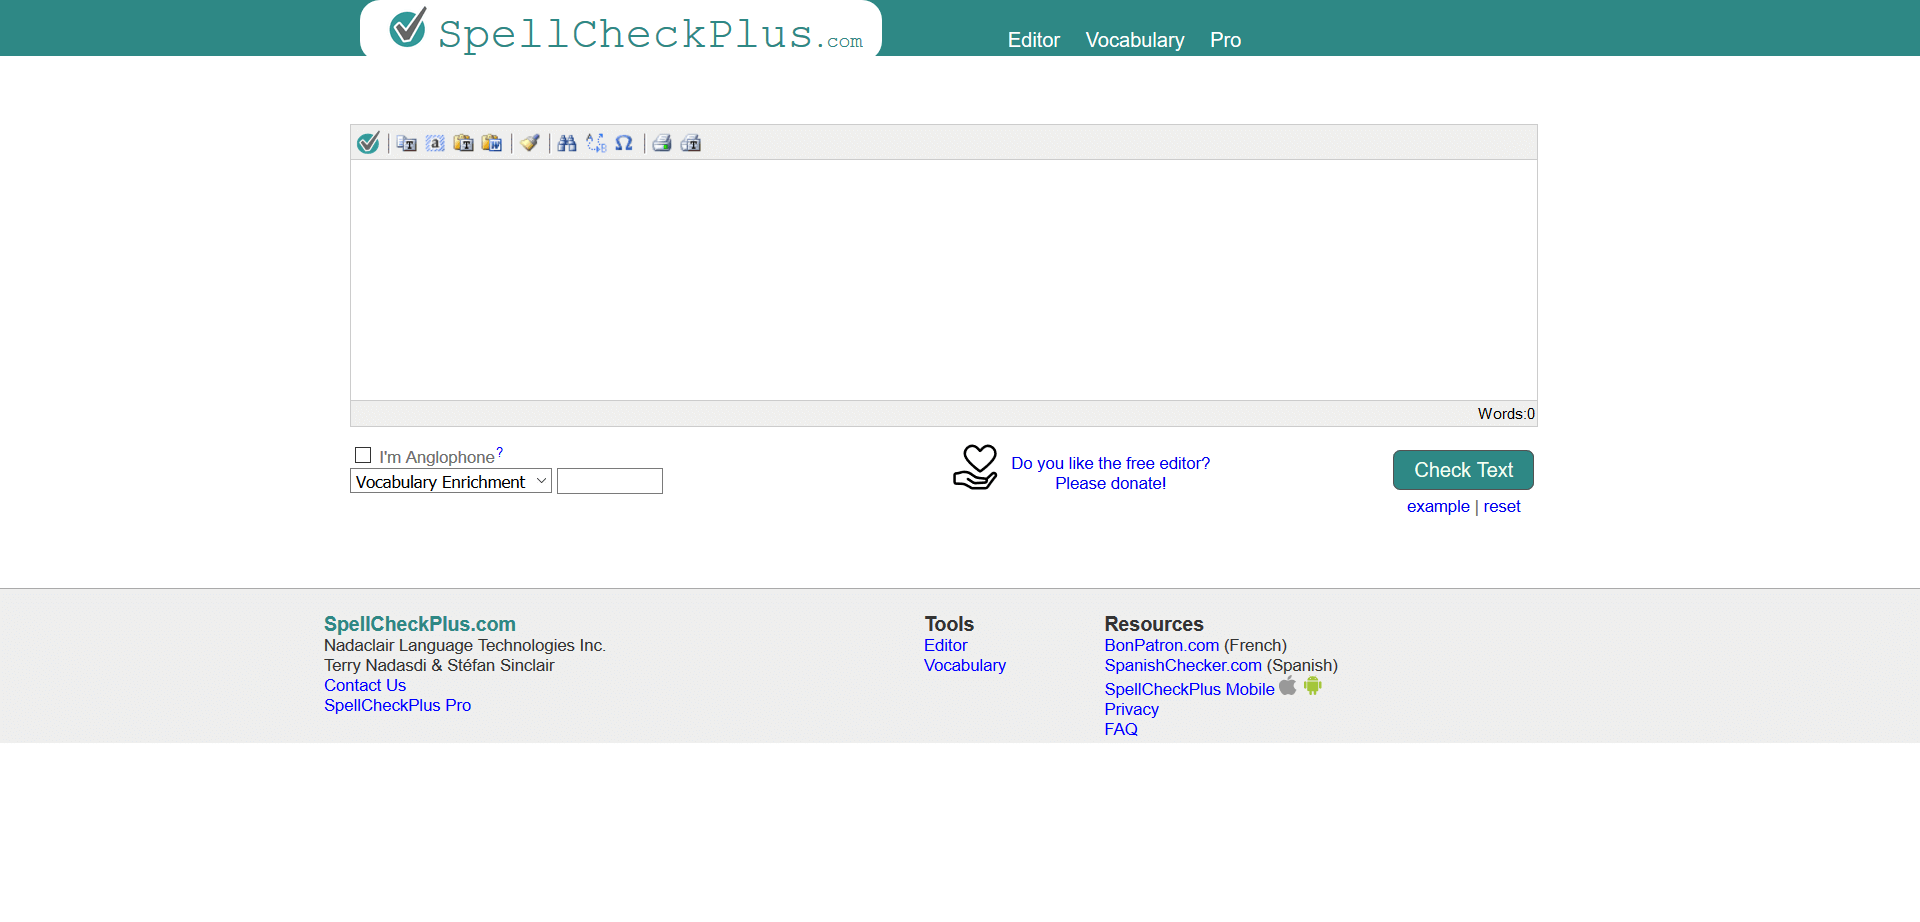 SpellCheckPlus.com
Editor Vocabulary Pro
Words:0
I'm Anglophone?
Vocabulary Enrichment
Do you like the free editor?
Please donate!
Check Text
example | reset
SpellCheckPlus.com
Nadaclair Language Technologies Inc.
Terry Nadasdi & Stéfan Sinclair
Contact Us
SpellCheckPlus Pro
Tools
Editor
Vocabulary
Resources
BonPatron.com (French)
SpanishChecker.com (Spanish)
SpellCheckPlus Mobile
Privacy
FAQ